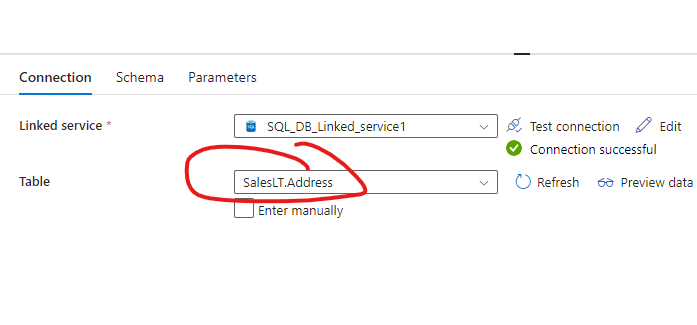 Connection Schema Parameters
Linked service * SQL_DB_Linked_service1 Test connection Edit
Connection successful
Table SalesLT.Address Refresh Preview data
Enter manually